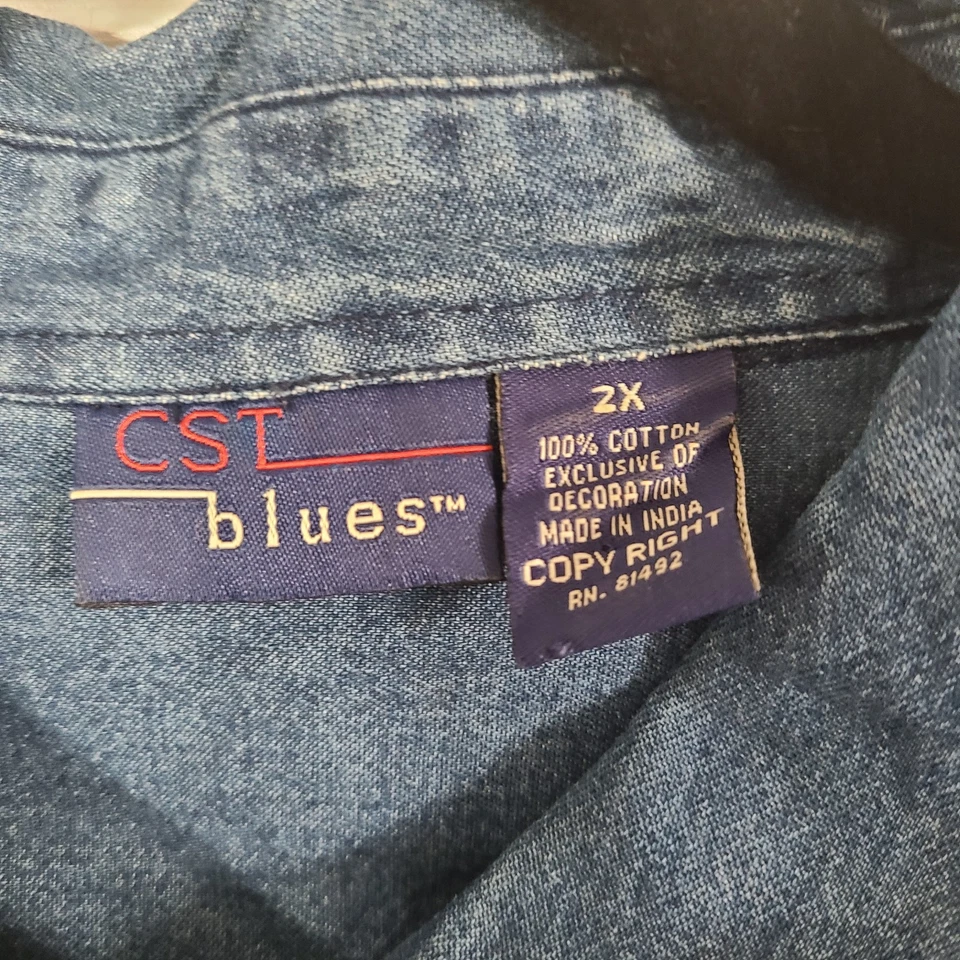 CST
blues™
2X
100% COTTON
EXCLUSIVE OF
DECORATION
MADE IN INDIA
COPY RIGHT
RN. 81492